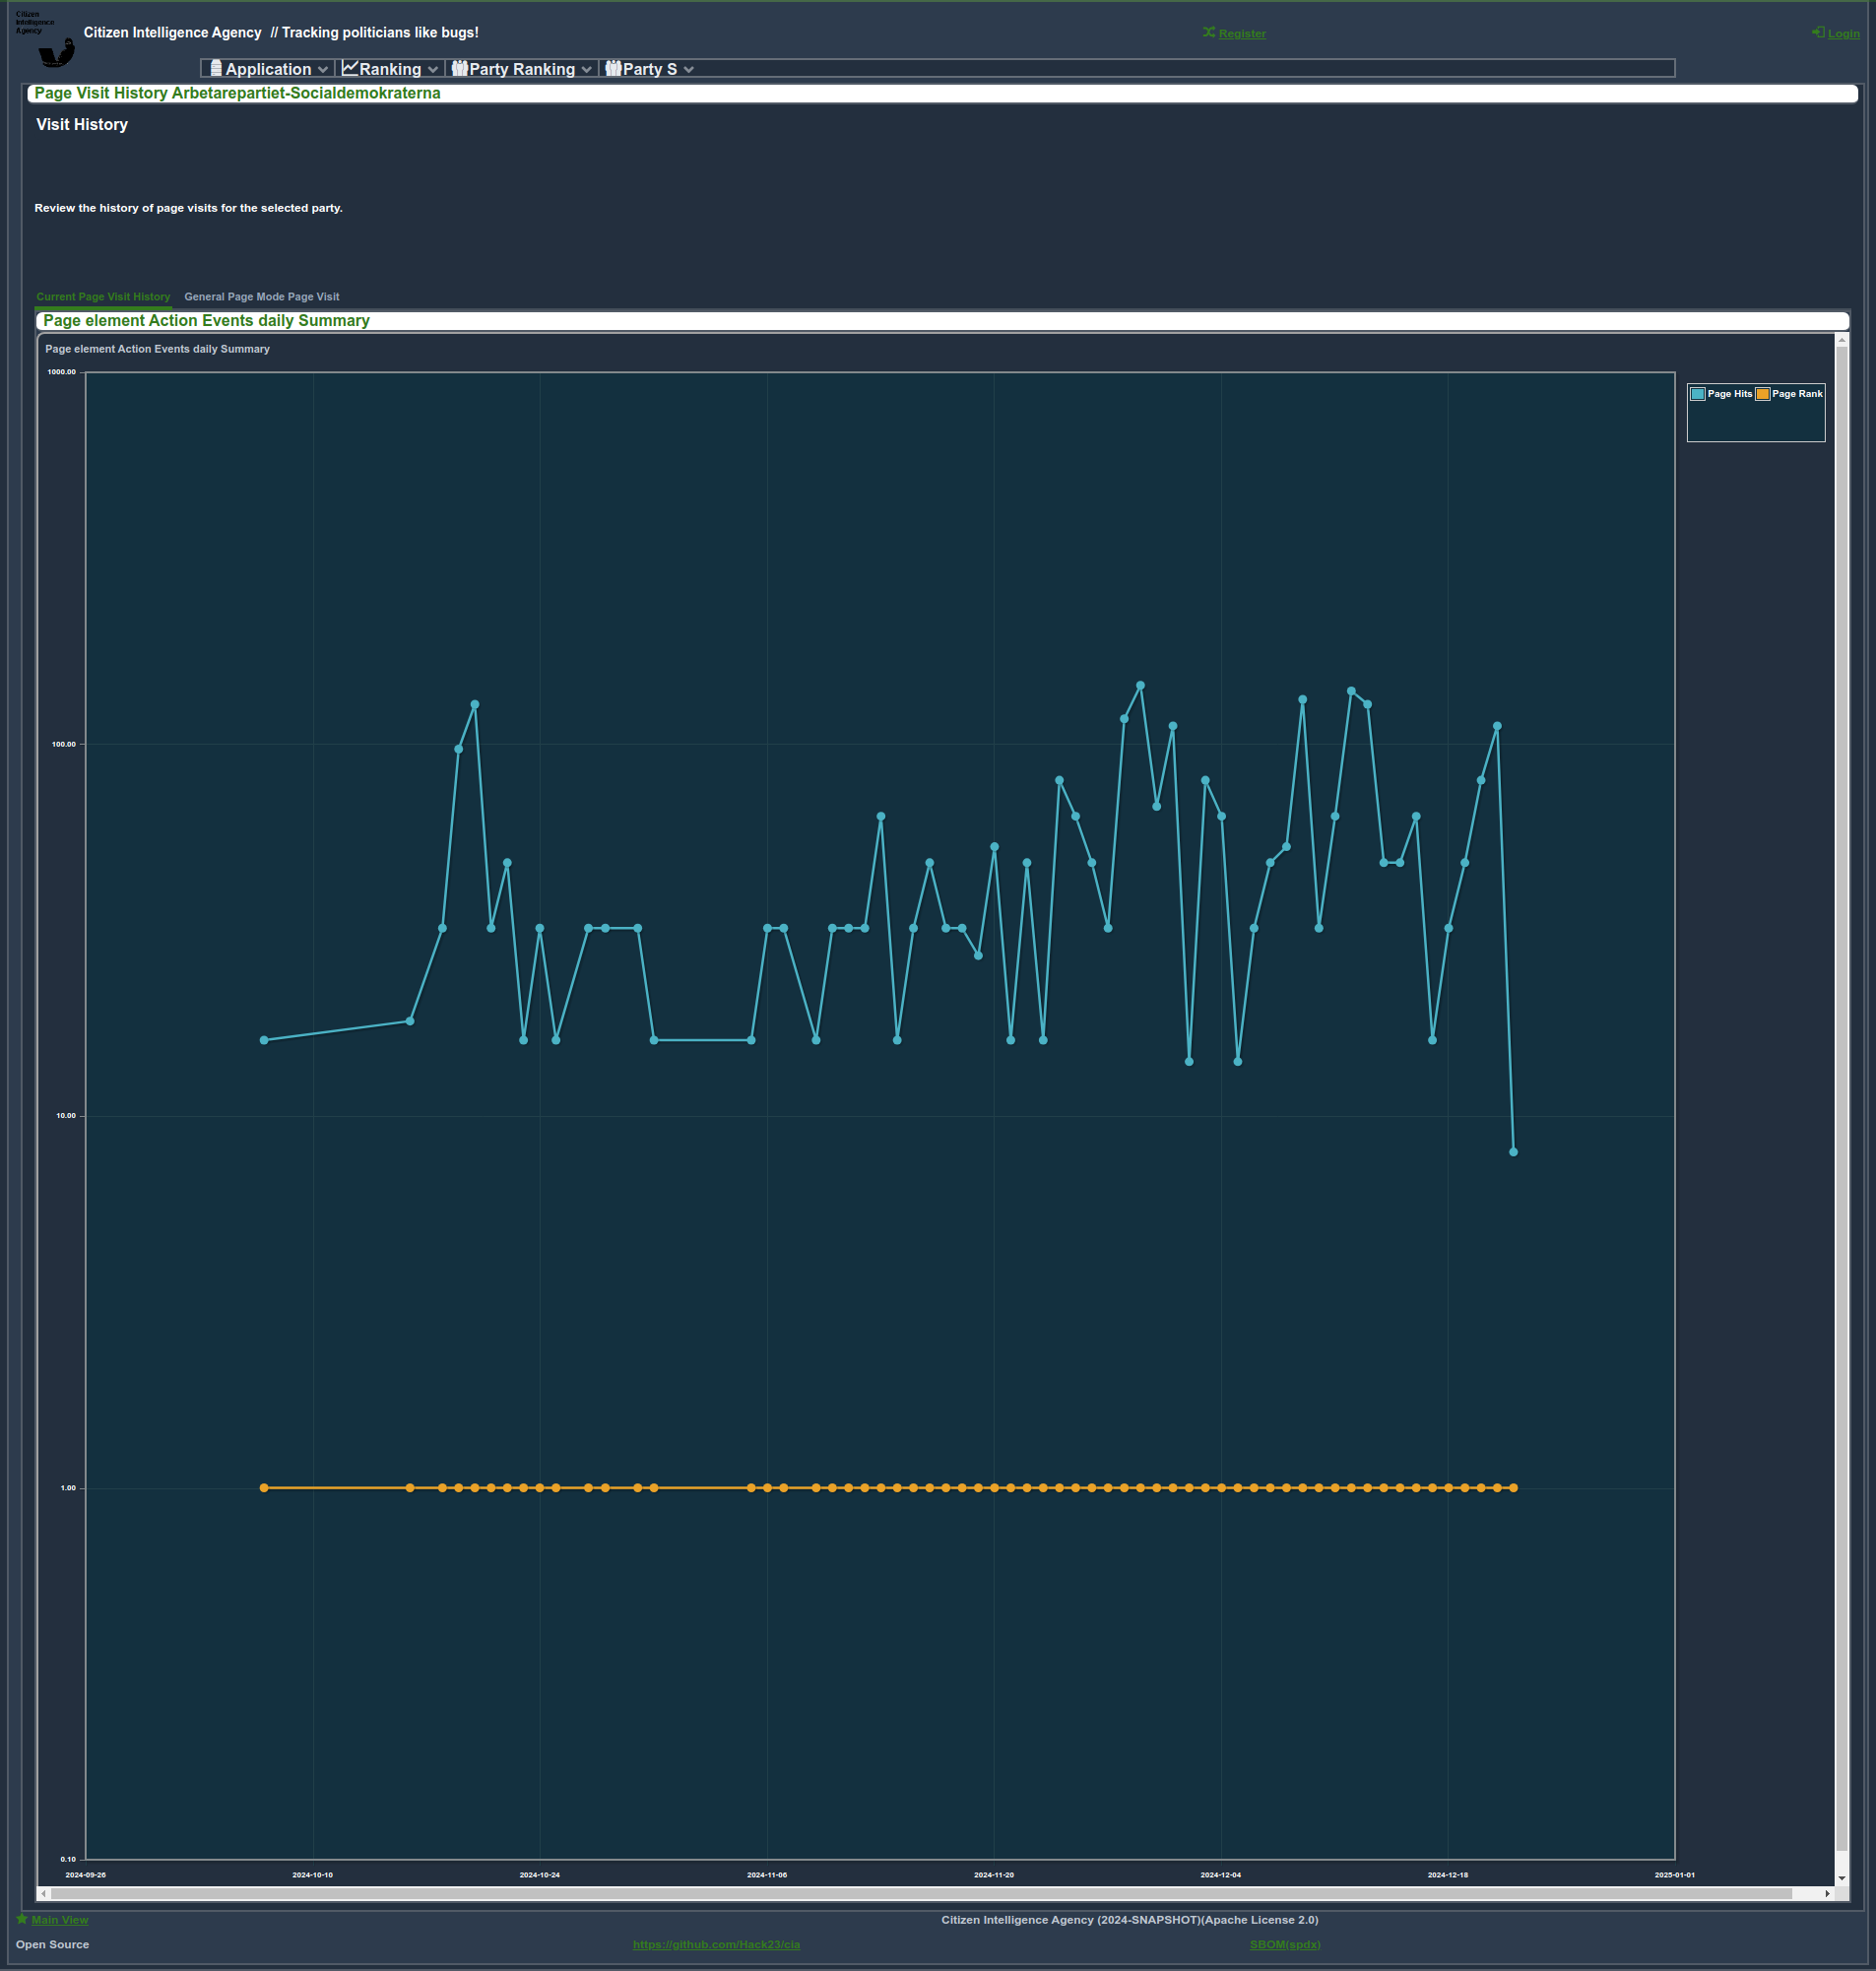 Citizen
Intelligence
Agency
Citizen Intelligence Agency // Tracking politicians like bugs!
Register
Login
Application
Ranking
Party Ranking
Party S
Page Visit History Arbetarepartiet-Socialdemokraterna
Visit History
Review the history of page visits for the selected party.
Current Page Visit History
General Page Mode Page Visit
Page element Action Events daily Summary
Page element Action Events daily Summary
1000.00
Page Hits
Page Rank
100.00
10.00
1.00
0.10
2024-09-26
2024-10-10
2024-10-24
2024-11-06
2024-11-20
2024-12-04
2024-12-18
2025-01-01
Main View
Citizen Intelligence Agency (2024-SNAPSHOT)(Apache License 2.0)
Open Source
https://github.com/Hack23/cia
SBOM(spdx)